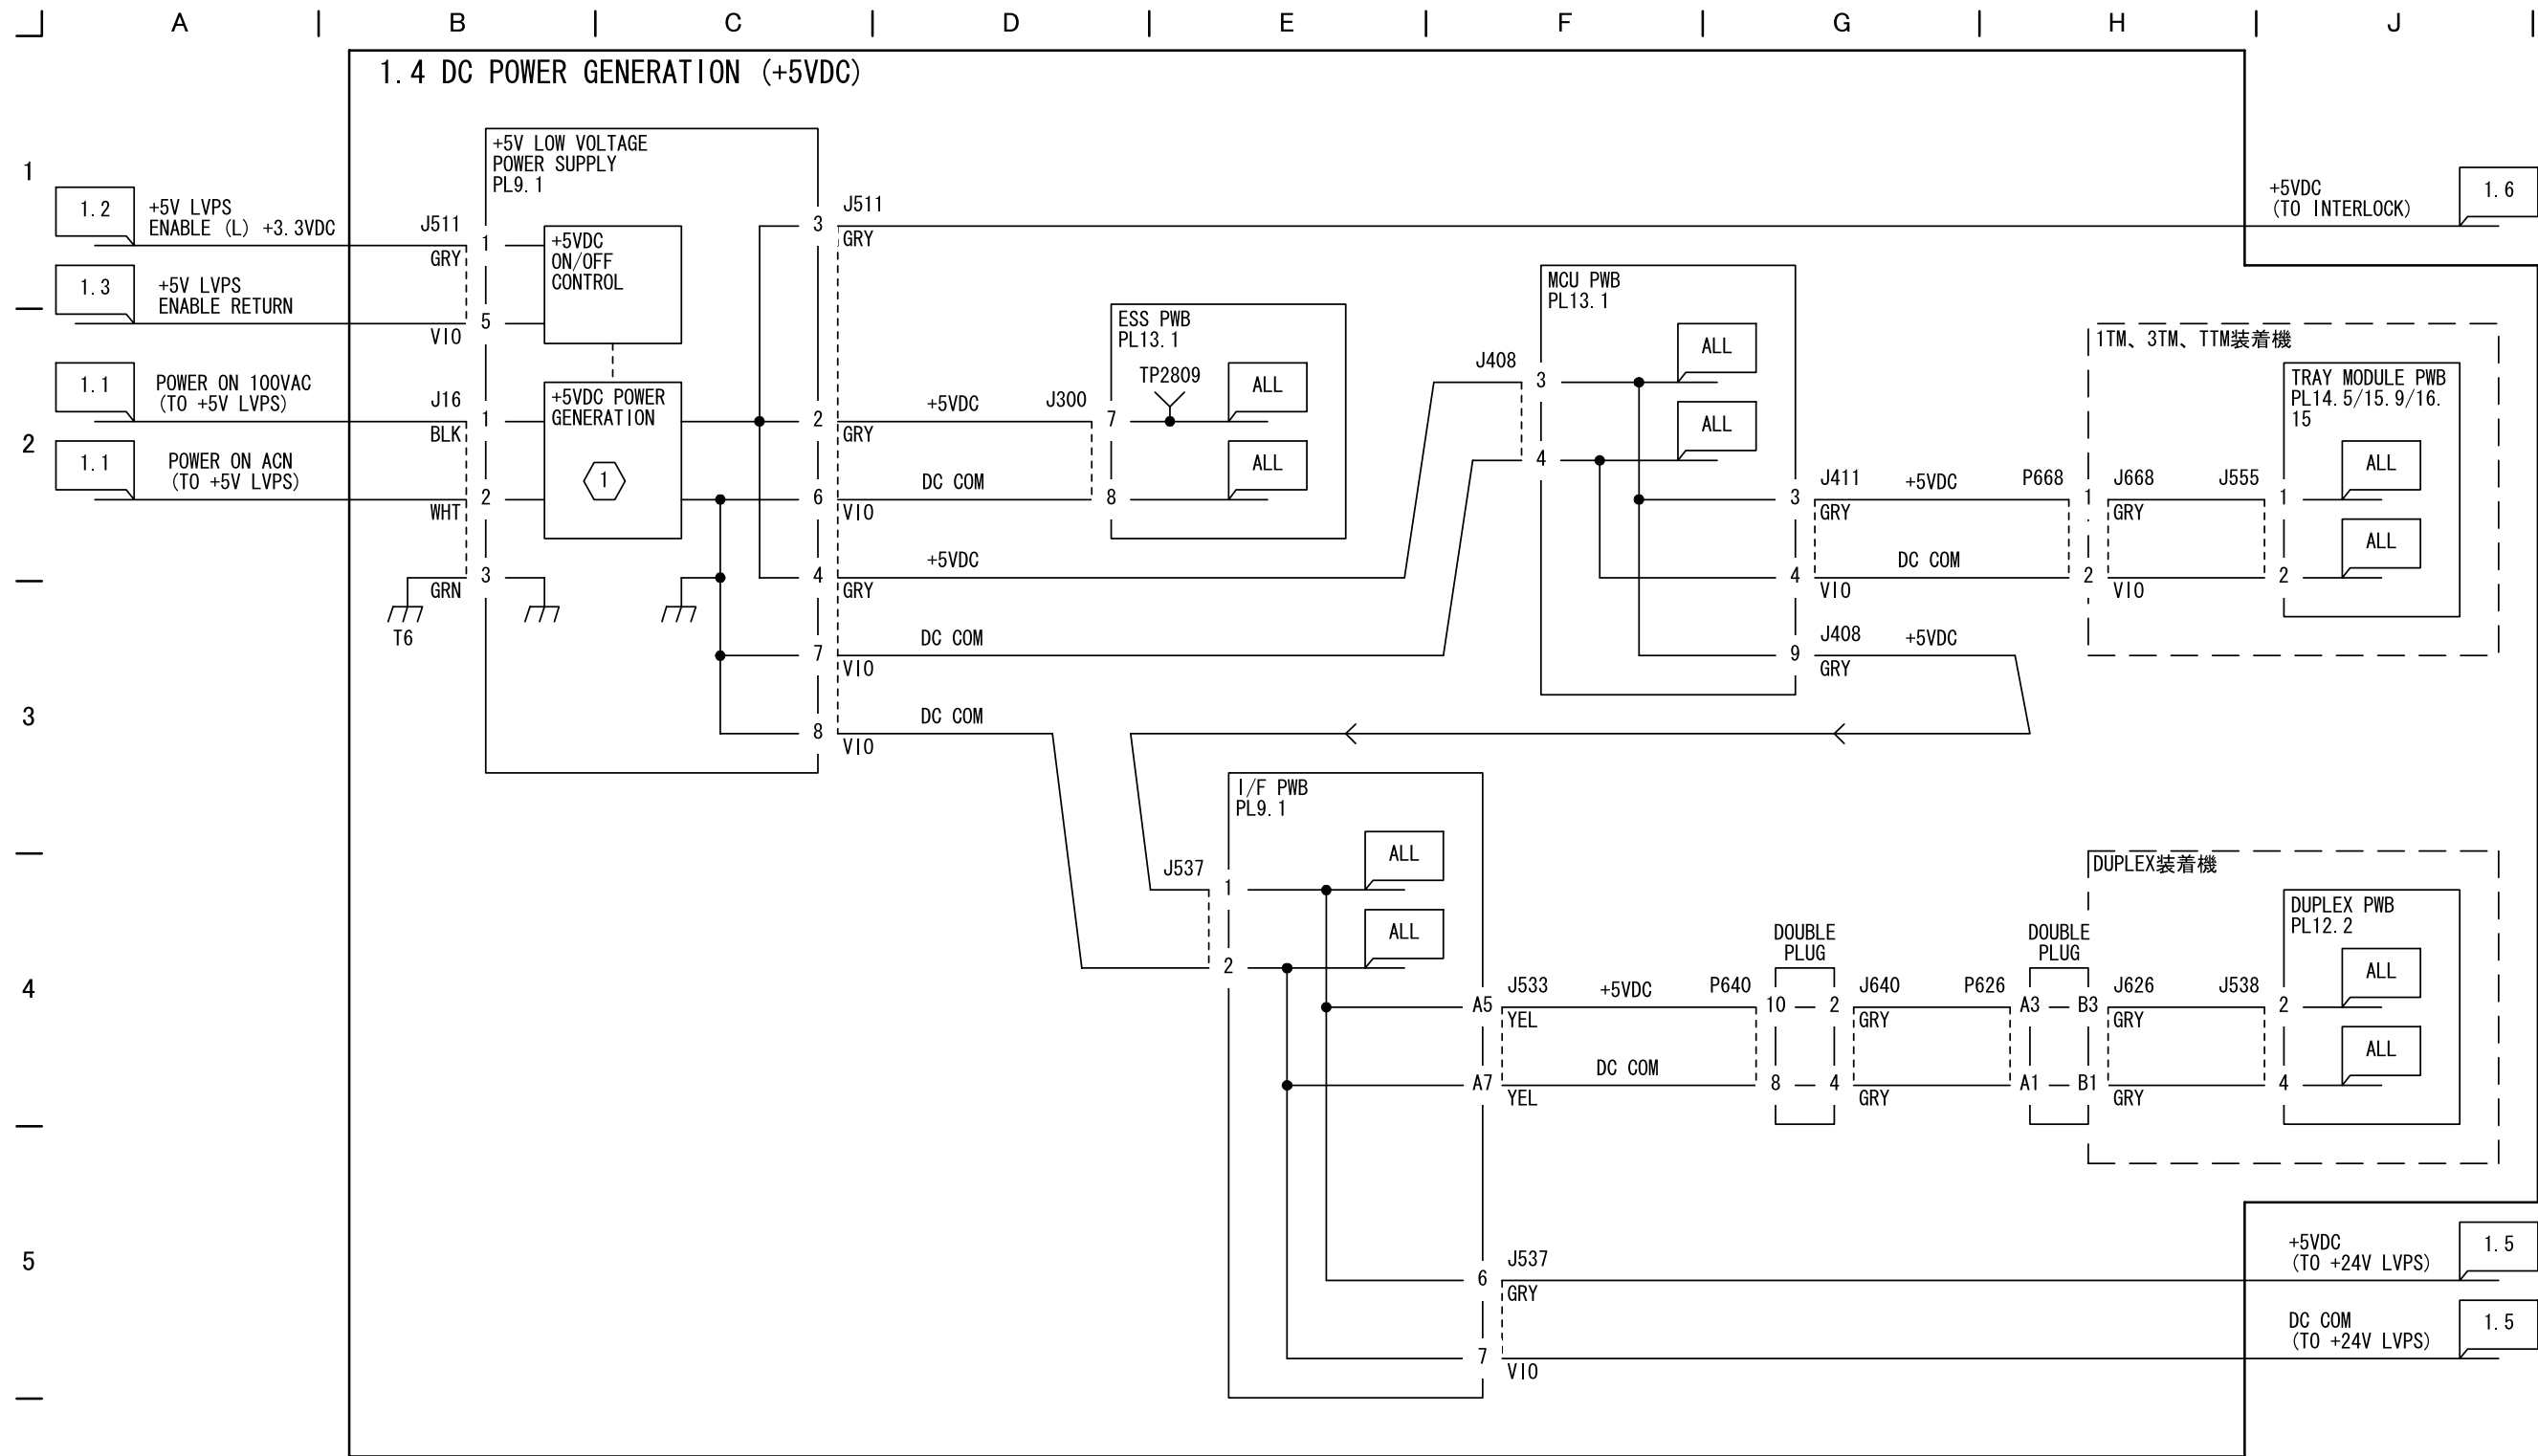 A B C D E F G H J
1.4 DC POWER GENERATION (+5VDC)
1
2
3
4
5
+5V LOW VOLTAGE
POWER SUPPLY
PL9.1
1.2
+5V LVPS
ENABLE (L) +3.3VDC
J511
1
GRY
1.3
+5V LVPS
ENABLE RETURN
5
VIO
+5VDC
ON/OFF
CONTROL
1.1
POWER ON 100VAC
(TO +5V LVPS)
J16
1
BLK
1.1
POWER ON ACN
(TO +5V LVPS)
2
WHT
3
GRN
T6
+5VDC POWER
GENERATION
1
3
J511
GRY
+5VDC
(TO INTERLOCK)
1.6
2
GRY
+5VDC
J300
7
6
VIO
DC COM
8
4
GRY
+5VDC
7
VIO
DC COM
8
VIO
DC COM
ESS PWB
PL13.1
TP2809
ALL
ALL
MCU PWB
PL13.1
J408
3
ALL
4
ALL
3
J411
GRY
+5VDC
P668
1
J668
GRY
J555
1
4
VIO
DC COM
2
VIO
2
9
J408
GRY
+5VDC
1TM、3TM、TTM装着機
TRAY MODULE PWB
PL14.5/15.9/16.
15
ALL
ALL
I/F PWB
PL9.1
J537
1
ALL
2
ALL
A5
J533
YEL
+5VDC
P640
10
2
A7
YEL
DC COM
8
4
DOUBLE
PLUG
J640
GRY
GRY
P626
DOUBLE
PLUG
A3
B3
A1
B1
J626
GRY
GRY
J538
2
4
DUPLEX装着機
DUPLEX PWB
PL12.2
ALL
ALL
6
J537
GRY
+5VDC
(TO +24V LVPS)
1.5
7
VIO
DC COM
(TO +24V LVPS)
1.5